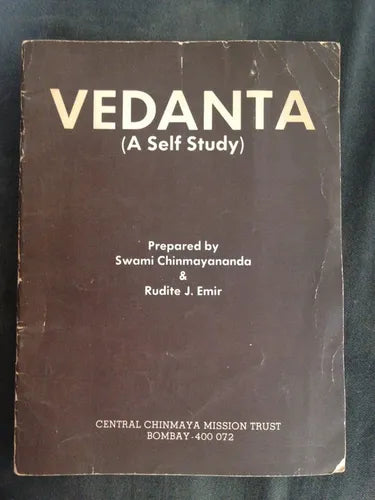 VEDANTA
(A Self Study)
Prepared by
Swami Chinmayananda
&
Rudite J. Emir
CENTRAL CHINMAYA MISSION TRUST
BOMBAY-400 072